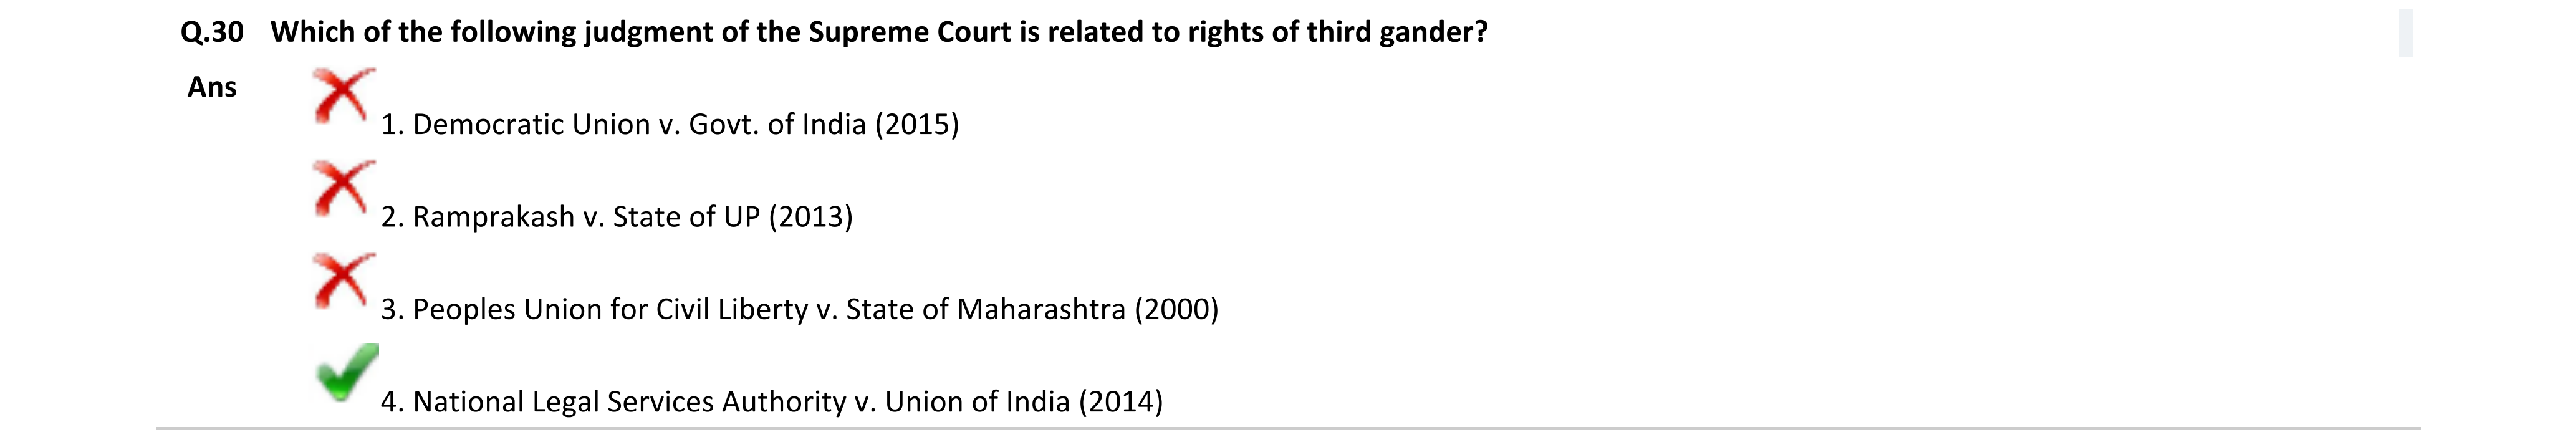 Q.30 Which of the following judgment of the Supreme Court is related to rights of third gander?
Ans
1. Democratic Union v. Govt. of India (2015)
2. Ramprakash v. State of UP (2013)
3. Peoples Union for Civil Liberty v. State of Maharashtra (2000)
4. National Legal Services Authority v. Union of India (2014)